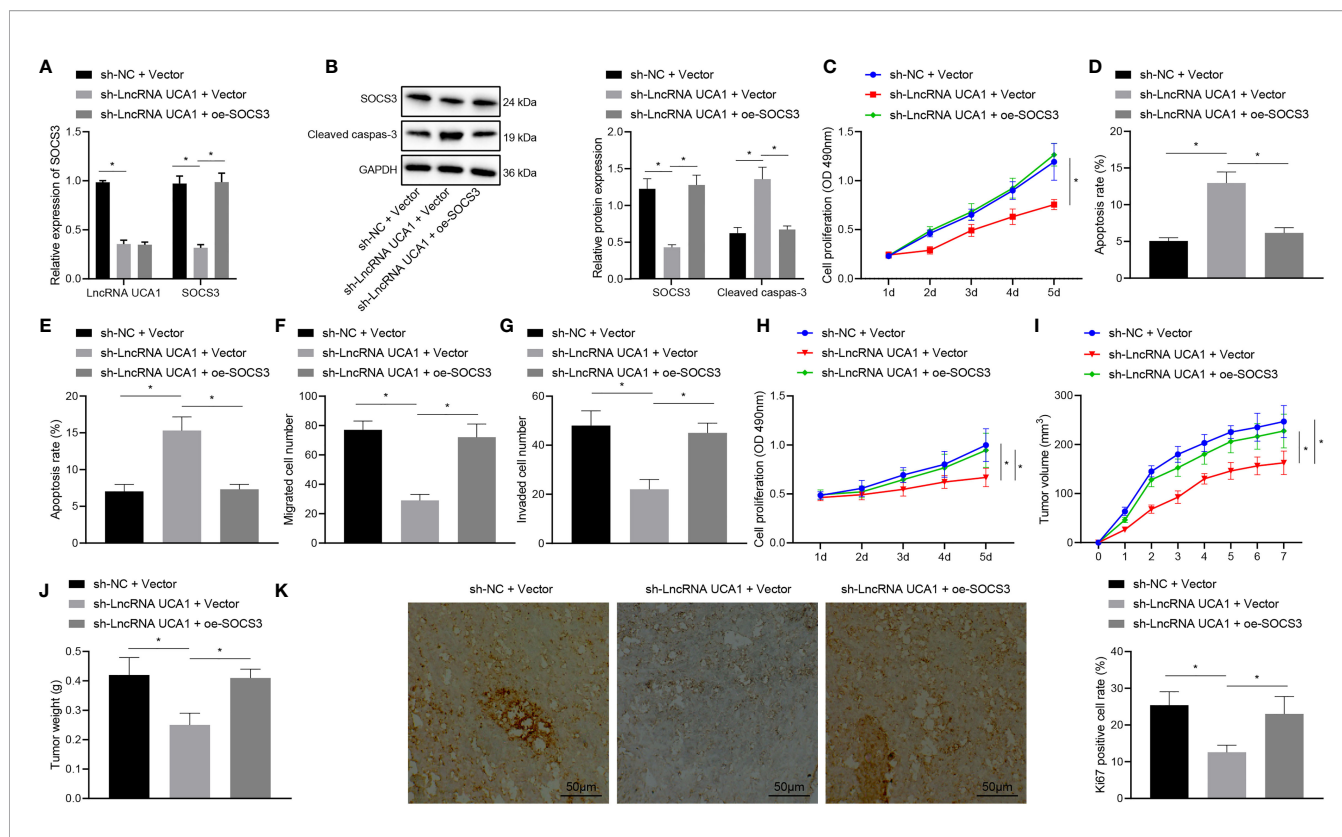 A
sh-NC + Vector
sh-LncRNA UCA1 + Vector
sh-LncRNA UCA1 + oe-SOCS3
Relative expression of SOCS3
1.5
1.0
0.5
0.0
* * *
LncRNA UCA1 SOCS3
B
SOCS3 24 kDa
Cleaved caspas-3 19 kDa
GAPDH 36 kDa
sh-NC + Vector
sh-LncRNA UCA1 + Vector
sh-LncRNA UCA1 + oe-SOCS3
sh-NC + Vector
sh-LncRNA UCA1 + Vector
sh-LncRNA UCA1 + oe-SOCS3
Relative protein expression
2.0
1.5
1.0
0.5
0.0
* * * *
SOCS3 Cleaved caspas-3
C
sh-NC + Vector
sh-LncRNA UCA1 + Vector
sh-LncRNA UCA1 + oe-SOCS3
Cell proliferation (OD 490nm)
1.5
1.0
0.5
0.0
*
1d 2d 3d 4d 5d
D
sh-NC + Vector
sh-LncRNA UCA1 + Vector
sh-LncRNA UCA1 + oe-SOCS3
Apoptosis rate (%)
20
15
10
5
0
* *
E
sh-NC + Vector
sh-LncRNA UCA1 + Vector
sh-LncRNA UCA1 + oe-SOCS3
Apoptosis rate (%)
20
15
10
5
0
* *
F
sh-NC + Vector
sh-LncRNA UCA1 + Vector
sh-LncRNA UCA1 + oe-SOCS3
Migrated cell number
100
80
60
40
20
0
* *
G
sh-NC + Vector
sh-LncRNA UCA1 + Vector
sh-LncRNA UCA1 + oe-SOCS3
Invaded cell number
60
40
20
0
* *
H
sh-NC + Vector
sh-LncRNA UCA1 + Vector
sh-LncRNA UCA1 + oe-SOCS3
Cell proliferation (OD 490nm)
1.5
1.0
0.5
0.0
* *
1d 2d 3d 4d 5d
I
sh-NC + Vector
sh-LncRNA UCA1 + Vector
sh-LncRNA UCA1 + oe-SOCS3
Tumor volume (mm³)
300
200
100
0
* *
0 1 2 3 4 5 6 7
J
sh-NC + Vector
sh-LncRNA UCA1 + Vector
sh-LncRNA UCA1 + oe-SOCS3
Tumor weight (g)
0.5
0.4
0.3
0.2
0.1
0.0
* *
K
sh-NC + Vector sh-LncRNA UCA1 + Vector sh-LncRNA UCA1 + oe-SOCS3
50μm 50μm 50μm
sh-NC + Vector
sh-LncRNA UCA1 + Vector
sh-LncRNA UCA1 + oe-SOCS3
Ki67 positive cell rate (%)
40
30
20
10
0
* *